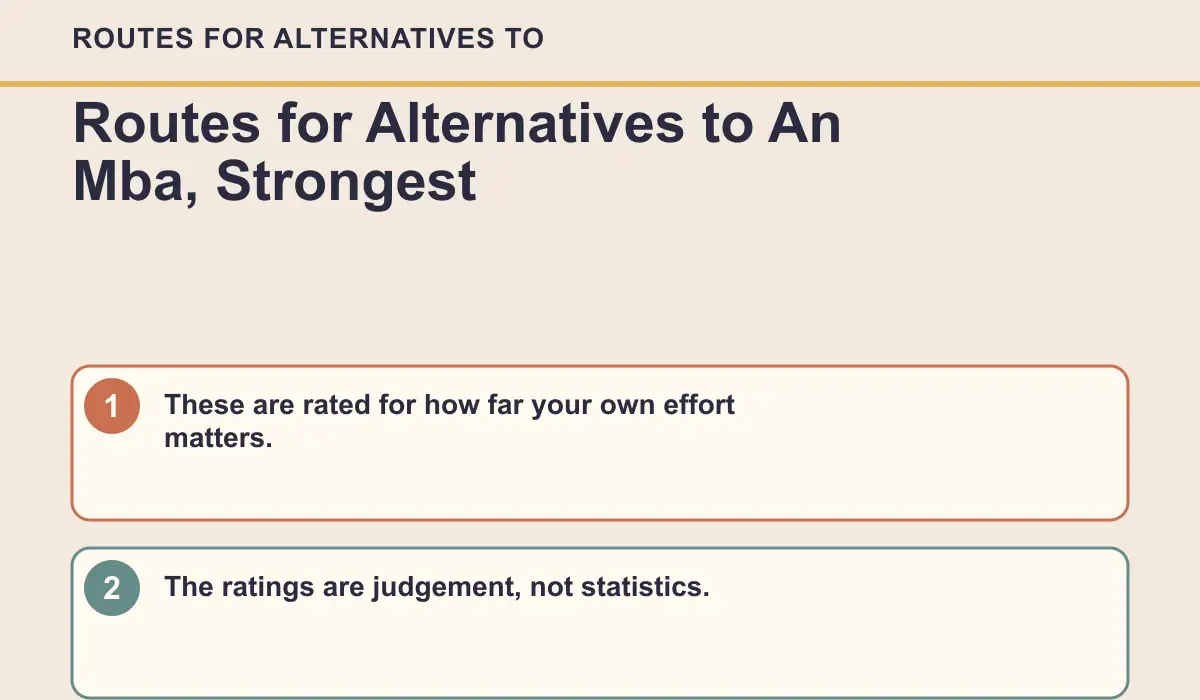 ROUTES FOR ALTERNATIVES TO
Routes for Alternatives to An
Mba, Strongest
1
These are rated for how far your own effort
matters.
2
The ratings are judgement, not statistics.